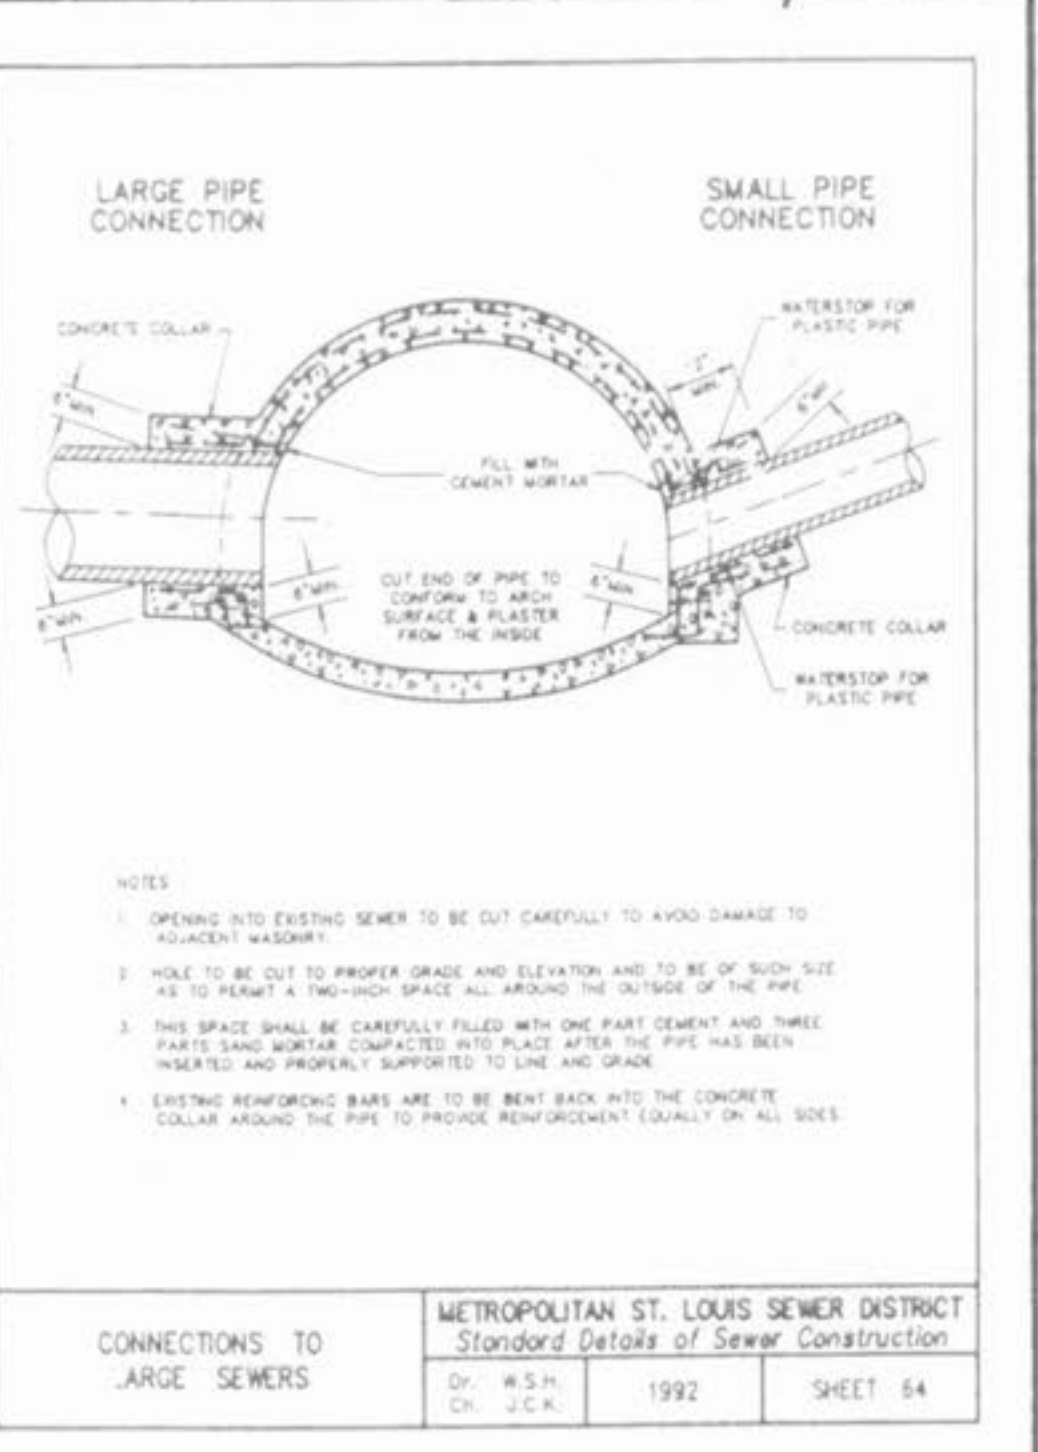 LARGE PIPE
CONNECTION
SMALL PIPE
CONNECTION
CONCRETE COLLAR
WATERSTOP FOR
PLASTIC PIPE
6" MIN.
MIN.
6" MIN.
FILL WITH
CEMENT MORTAR
CUT END OF PIPE TO
CONFORM TO ARCH
SURFACE & PLASTER
FROM THE INSIDE
6" MIN.
6" MIN.
6" MIN.
CONCRETE COLLAR
WATERSTOP FOR
PLASTIC PIPE
NOTES
1. OPENING INTO EXISTING SEWER TO BE CUT CAREFULLY TO AVOID DAMAGE TO
ADJACENT MASONRY.
2. HOLE TO BE CUT TO PROPER GRADE AND ELEVATION AND TO BE OF SUCH SIZE
AS TO PERMIT A TWO-INCH SPACE ALL AROUND THE OUTSIDE OF THE PIPE
3. THIS SPACE SHALL BE CAREFULLY FILLED WITH ONE PART CEMENT AND THREE
PARTS SAND MORTAR COMPACTED INTO PLACE AFTER THE PIPE HAS BEEN
INSERTED AND PROPERLY SUPPORTED TO LINE AND GRADE
4. EXISTING REINFORCING BARS ARE TO BE BENT BACK INTO THE CONCRETE
COLLAR AROUND THE PIPE TO PROVIDE REINFORCEMENT EQUALLY ON ALL SIDES.
CONNECTIONS TO
LARGE SEWERS
METROPOLITAN ST. LOUIS SEWER DISTRICT
Standard Details of Sewer Construction
Dr. W.S.H.
Ch. J.C.K.
1992
SHEET 54